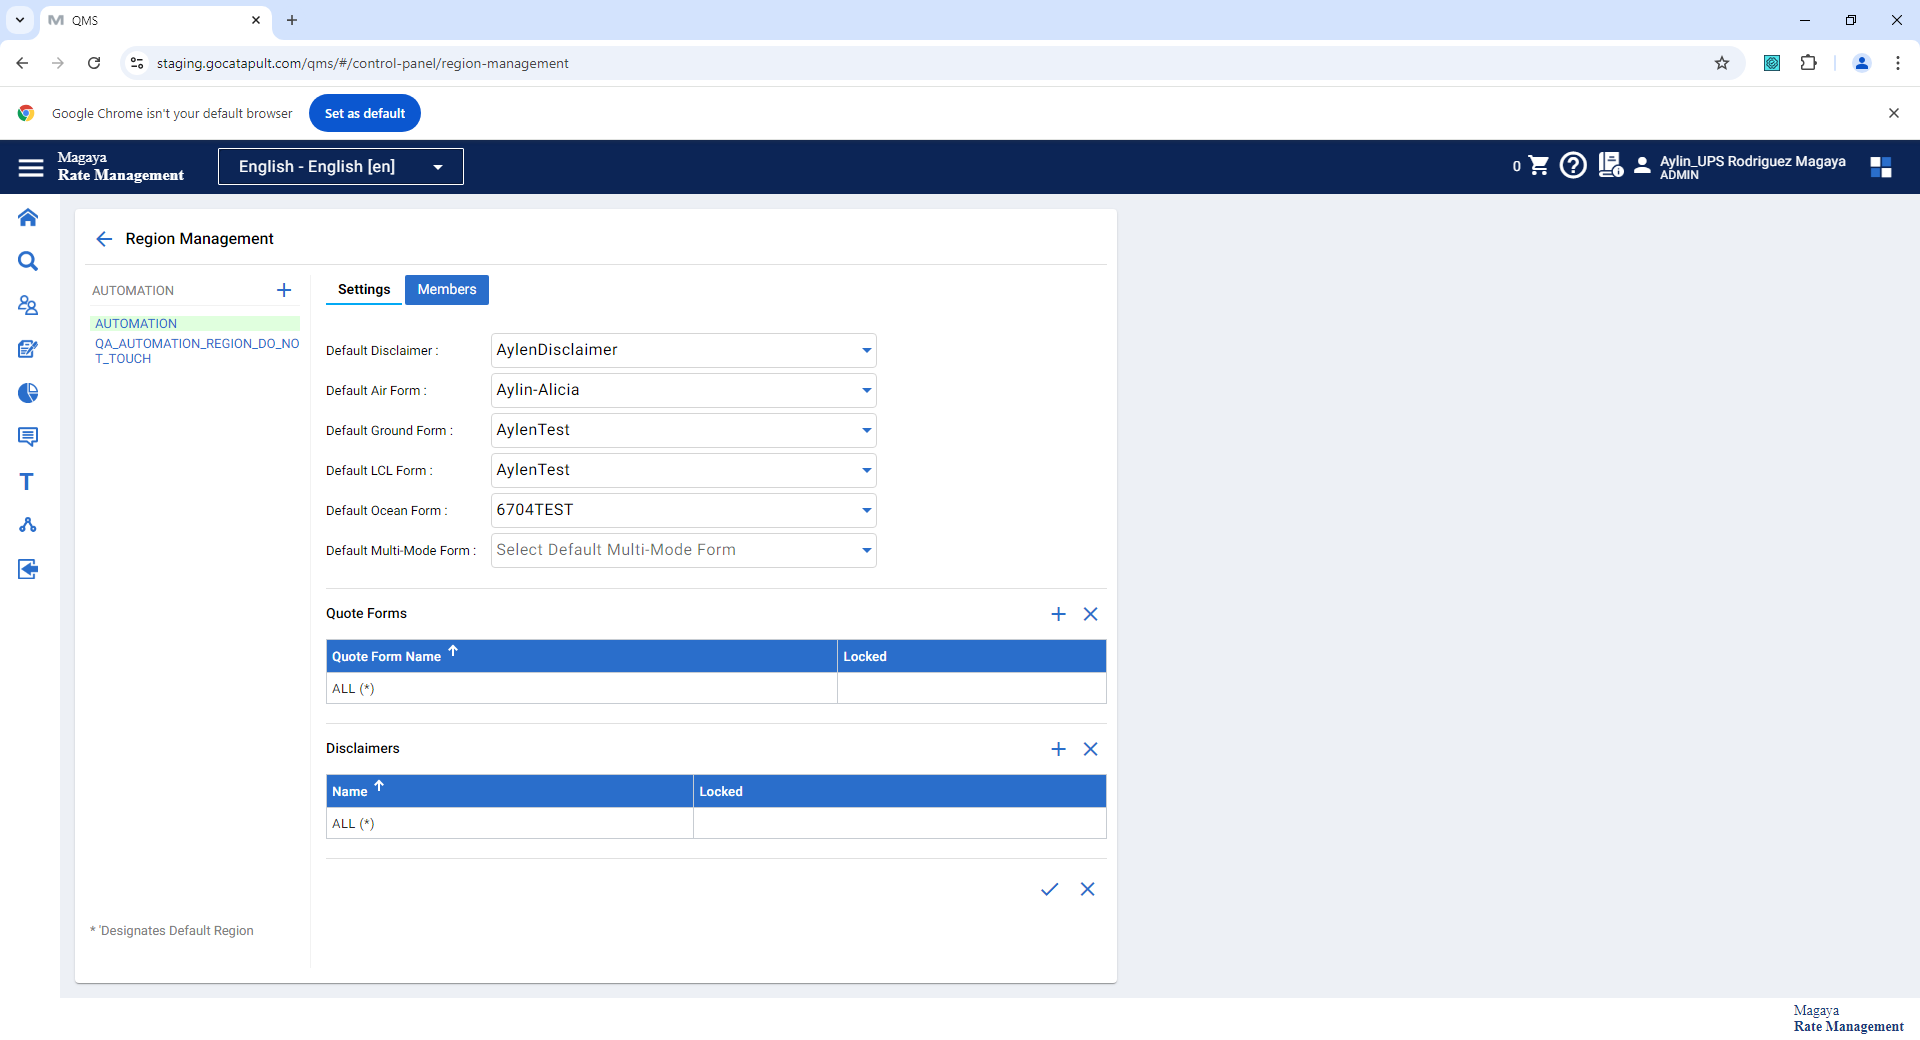 QMS
staging.gocatapult.com/qms/#/control-panel/region-management
Google Chrome isn't your default browser
Set as default
Magaya
Rate Management
English - English [en]
0
Aylin_UPS Rodriguez Magaya
ADMIN
Region Management
AUTOMATION
AUTOMATION
QA_AUTOMATION_REGION_DO_NO
T_TOUCH
* 'Designates Default Region
Settings
Members
Default Disclaimer :
AylenDisclaimer
Default Air Form :
Aylin-Alicia
Default Ground Form :
AylenTest
Default LCL Form :
AylenTest
Default Ocean Form :
6704TEST
Default Multi-Mode Form :
Select Default Multi-Mode Form
Quote Forms
Quote Form Name
Locked
ALL (*)
Disclaimers
Name
Locked
ALL (*)
Magaya
Rate Management